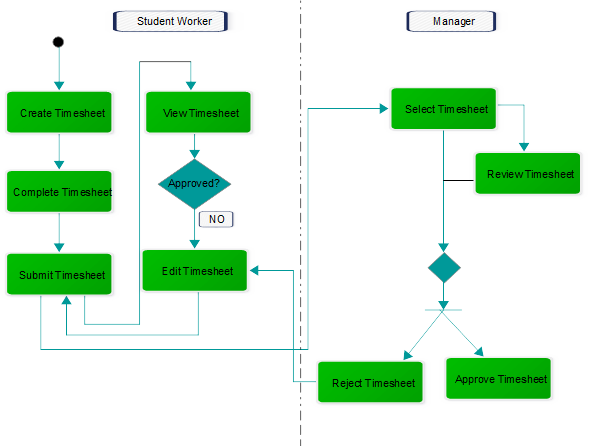 Student Worker
Manager
Create Timesheet
View Timesheet
Select Timesheet
Complete Timesheet
Approved?
Review Timesheet
NO
Submit Timesheet
Edit Timesheet
Reject Timesheet
Approve Timesheet